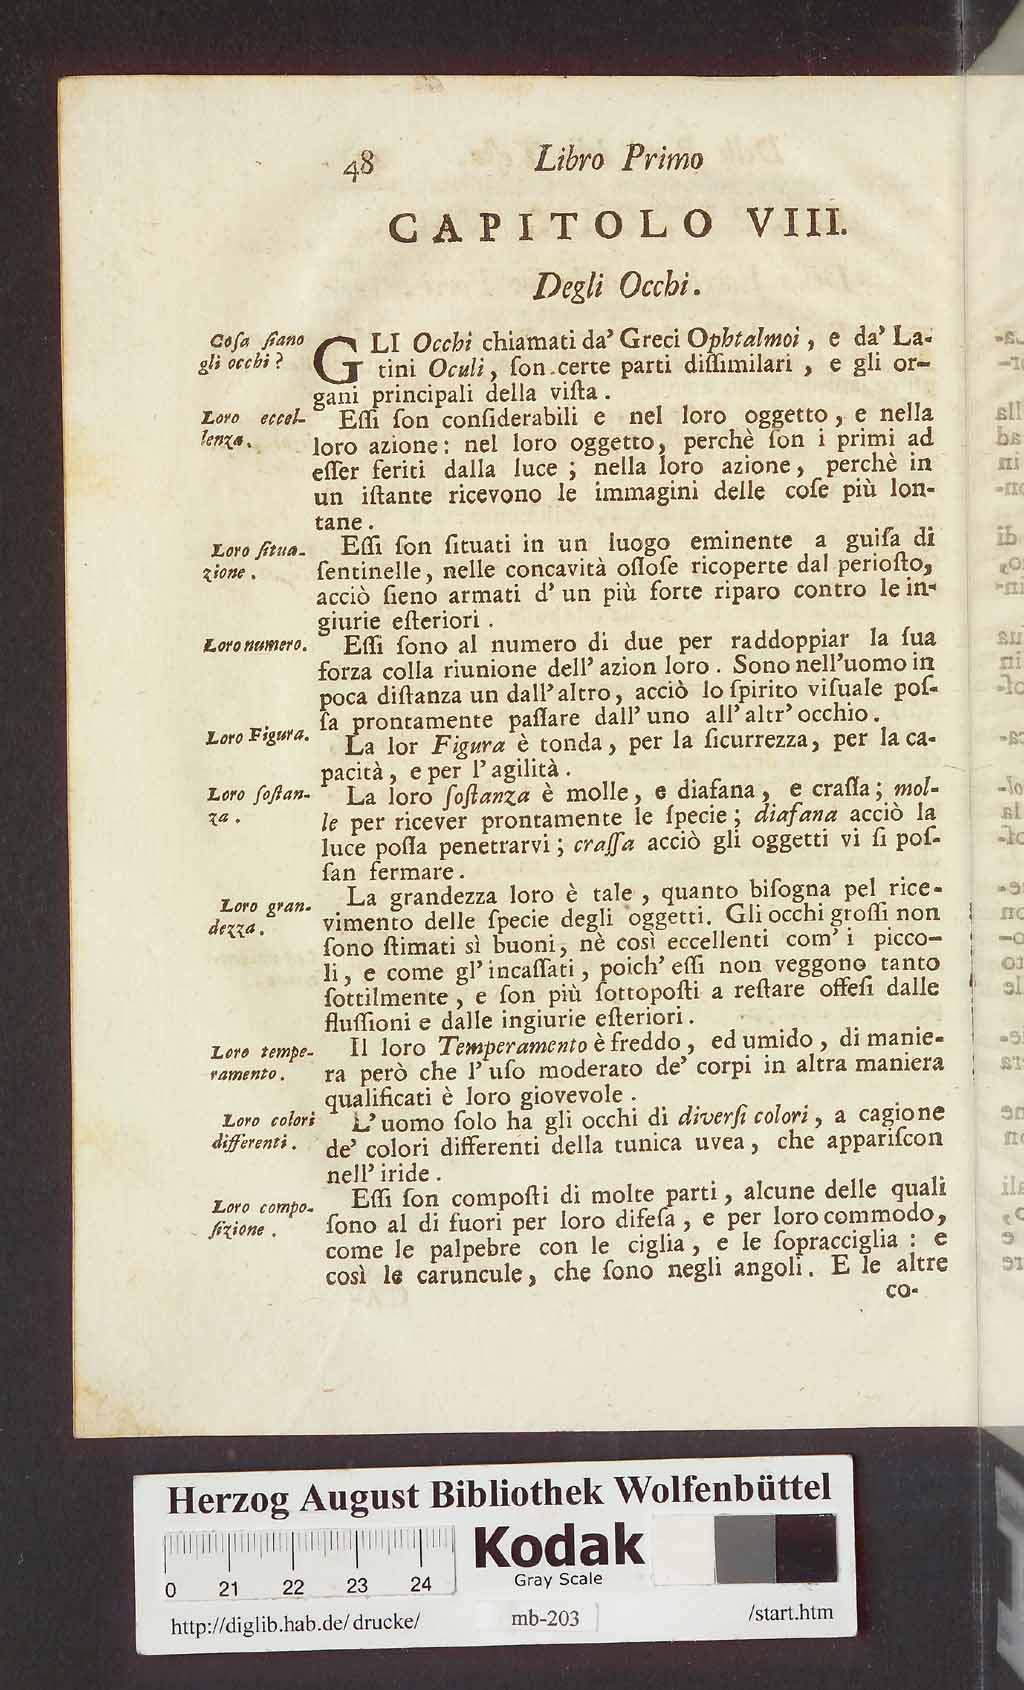 48 Libro Primo
CAPITOLO VIII.
Degli Occhi.
Coſa ſiano
gli occhi?
GLI Occhi chiamati da' Greci Ophtalmoi, e da' La-
tini Oculi, ſon certe parti diſſimilari, e gli or-
gani principali della viſta.
Loro eccel-
lenza.
Eſſi ſon conſiderabili e nel loro oggetto, e nella
loro azione: nel loro oggetto, perchè ſon i primi ad
eſſer feriti dalla luce; nella loro azione, perchè in
un iſtante ricevono le immagini delle coſe più lon-
tane.
Loro ſitua-
zione.
Eſſi ſon ſituati in un luogo eminente a guiſa di
ſentinelle, nelle concavità oſſoſe ricoperte dal perioſto,
acciò ſieno armati d' un più forte riparo contro le in-
giurie eſteriori.
Loro numero.
Eſſi ſono al numero di due per raddoppiar la ſua
forza colla riunione dell' azion loro. Sono nell'uomo in
poca diſtanza un dall'altro, acciò lo ſpirito viſuale poſ-
ſa prontamente paſſare dall' uno all' altr' occhio.
Loro Figura.
La lor Figura è tonda, per la ſicurrezza, per la ca-
pacità, e per l' agilità.
Loro ſoſtan-
za.
La loro ſoſtanza è molle, e diafana, e craſſa; mol-
le per ricever prontamente le ſpecie; diafana acciò la
luce poſſa penetrarvi; craſſa acciò gli oggetti vi ſi poſ-
ſan fermare.
Loro gran-
dezza.
La grandezza loro è tale, quanto biſogna pel rice-
vimento delle ſpecie degli oggetti. Gli occhi groſſi non
ſono ſtimati sì buoni, nè così eccellenti com' i picco-
li, e come gl' incaſſati, poich' eſſi non veggono tanto
ſottilmente, e ſon più ſottopoſti a reſtare offeſi dalle
fluſſioni e dalle ingiurie eſteriori.
Loro tempe-
ramento.
Il loro Temperamento è freddo, ed umido, di manie-
ra però che l' uſo moderato de' corpi in altra maniera
qualificati è loro giovevole.
Loro colori
differenti.
L'uomo ſolo ha gli occhi di diverſi colori, a cagione
de' colori differenti della tunica uvea, che appariſcon
nell' iride.
Loro compo-
ſizione.
Eſſi ſon compoſti di molte parti, alcune delle quali
ſono al di fuori per loro difeſa, e per loro commodo,
come le palpebre con le ciglia, e le ſopracciglia: e
così le caruncule, che ſono negli angoli. E le altre
co-
Herzog August Bibliothek Wolfenbüttel
0 21 22 23 24
Kodak
Gray Scale
http://diglib.hab.de/drucke/ mb-203 /start.htm